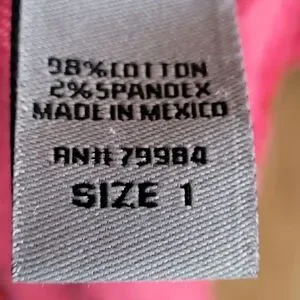 98% COTTON
2% SPANDEX
MADE IN MEXICO
RN# 79984
SIZE 1